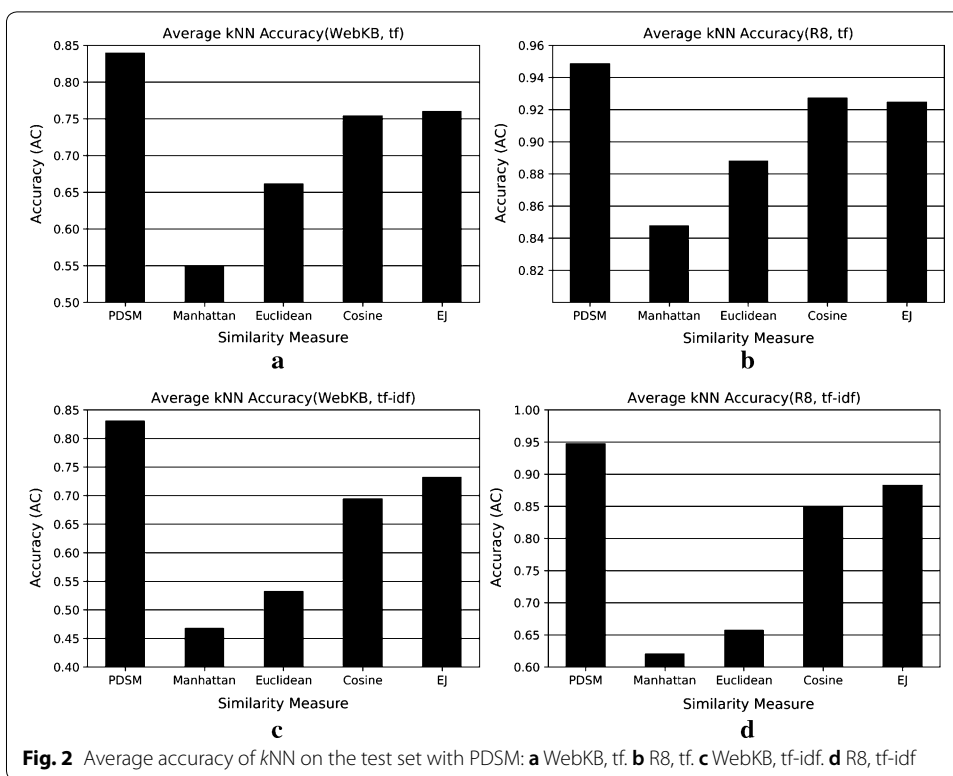 Average kNN Accuracy(WebKB, tf)
0.85
0.80
0.75
0.70
0.65
0.60
0.55
0.50
Accuracy (AC)
PDSM Manhattan Euclidean Cosine EJ
Similarity Measure
a
Average kNN Accuracy(R8, tf)
0.96
0.94
0.92
0.90
0.88
0.86
0.84
0.82
Accuracy (AC)
PDSM Manhattan Euclidean Cosine EJ
Similarity Measure
b
Average kNN Accuracy(WebKB, tf-idf)
0.85
0.80
0.75
0.70
0.65
0.60
0.55
0.50
0.45
0.40
Accuracy (AC)
PDSM Manhattan Euclidean Cosine EJ
Similarity Measure
c
Average kNN Accuracy(R8, tf-idf)
1.00
0.95
0.90
0.85
0.80
0.75
0.70
0.65
0.60
Accuracy (AC)
PDSM Manhattan Euclidean Cosine EJ
Similarity Measure
d
Fig. 2 Average accuracy of kNN on the test set with PDSM: a WebKB, tf. b R8, tf. c WebKB, tf-idf. d R8, tf-idf